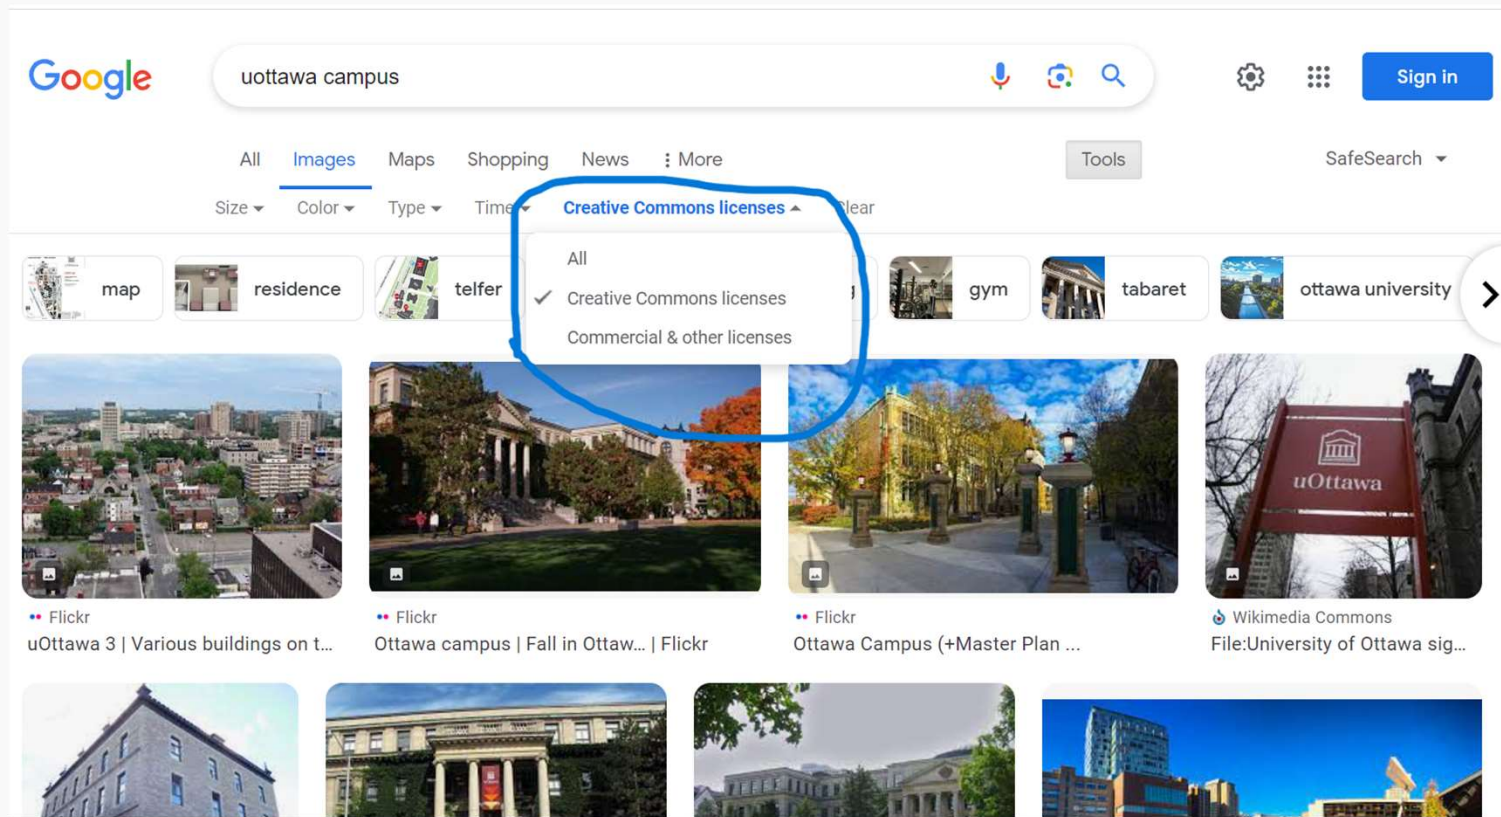 Google
uottawa campus
Sign in
All Images Maps Shopping News More
Tools
SafeSearch
Size Color Type Time Creative Commons licenses Clear
All
Creative Commons licenses
Commercial & other licenses
map
residence
telfer
gym
tabaret
ottawa university
uOttawa
Flickr
uOttawa 3 | Various buildings on t...
Flickr
Ottawa campus | Fall in Ottaw... | Flickr
Flickr
Ottawa Campus (+Master Plan ...
Wikimedia Commons
File:University of Ottawa sig...